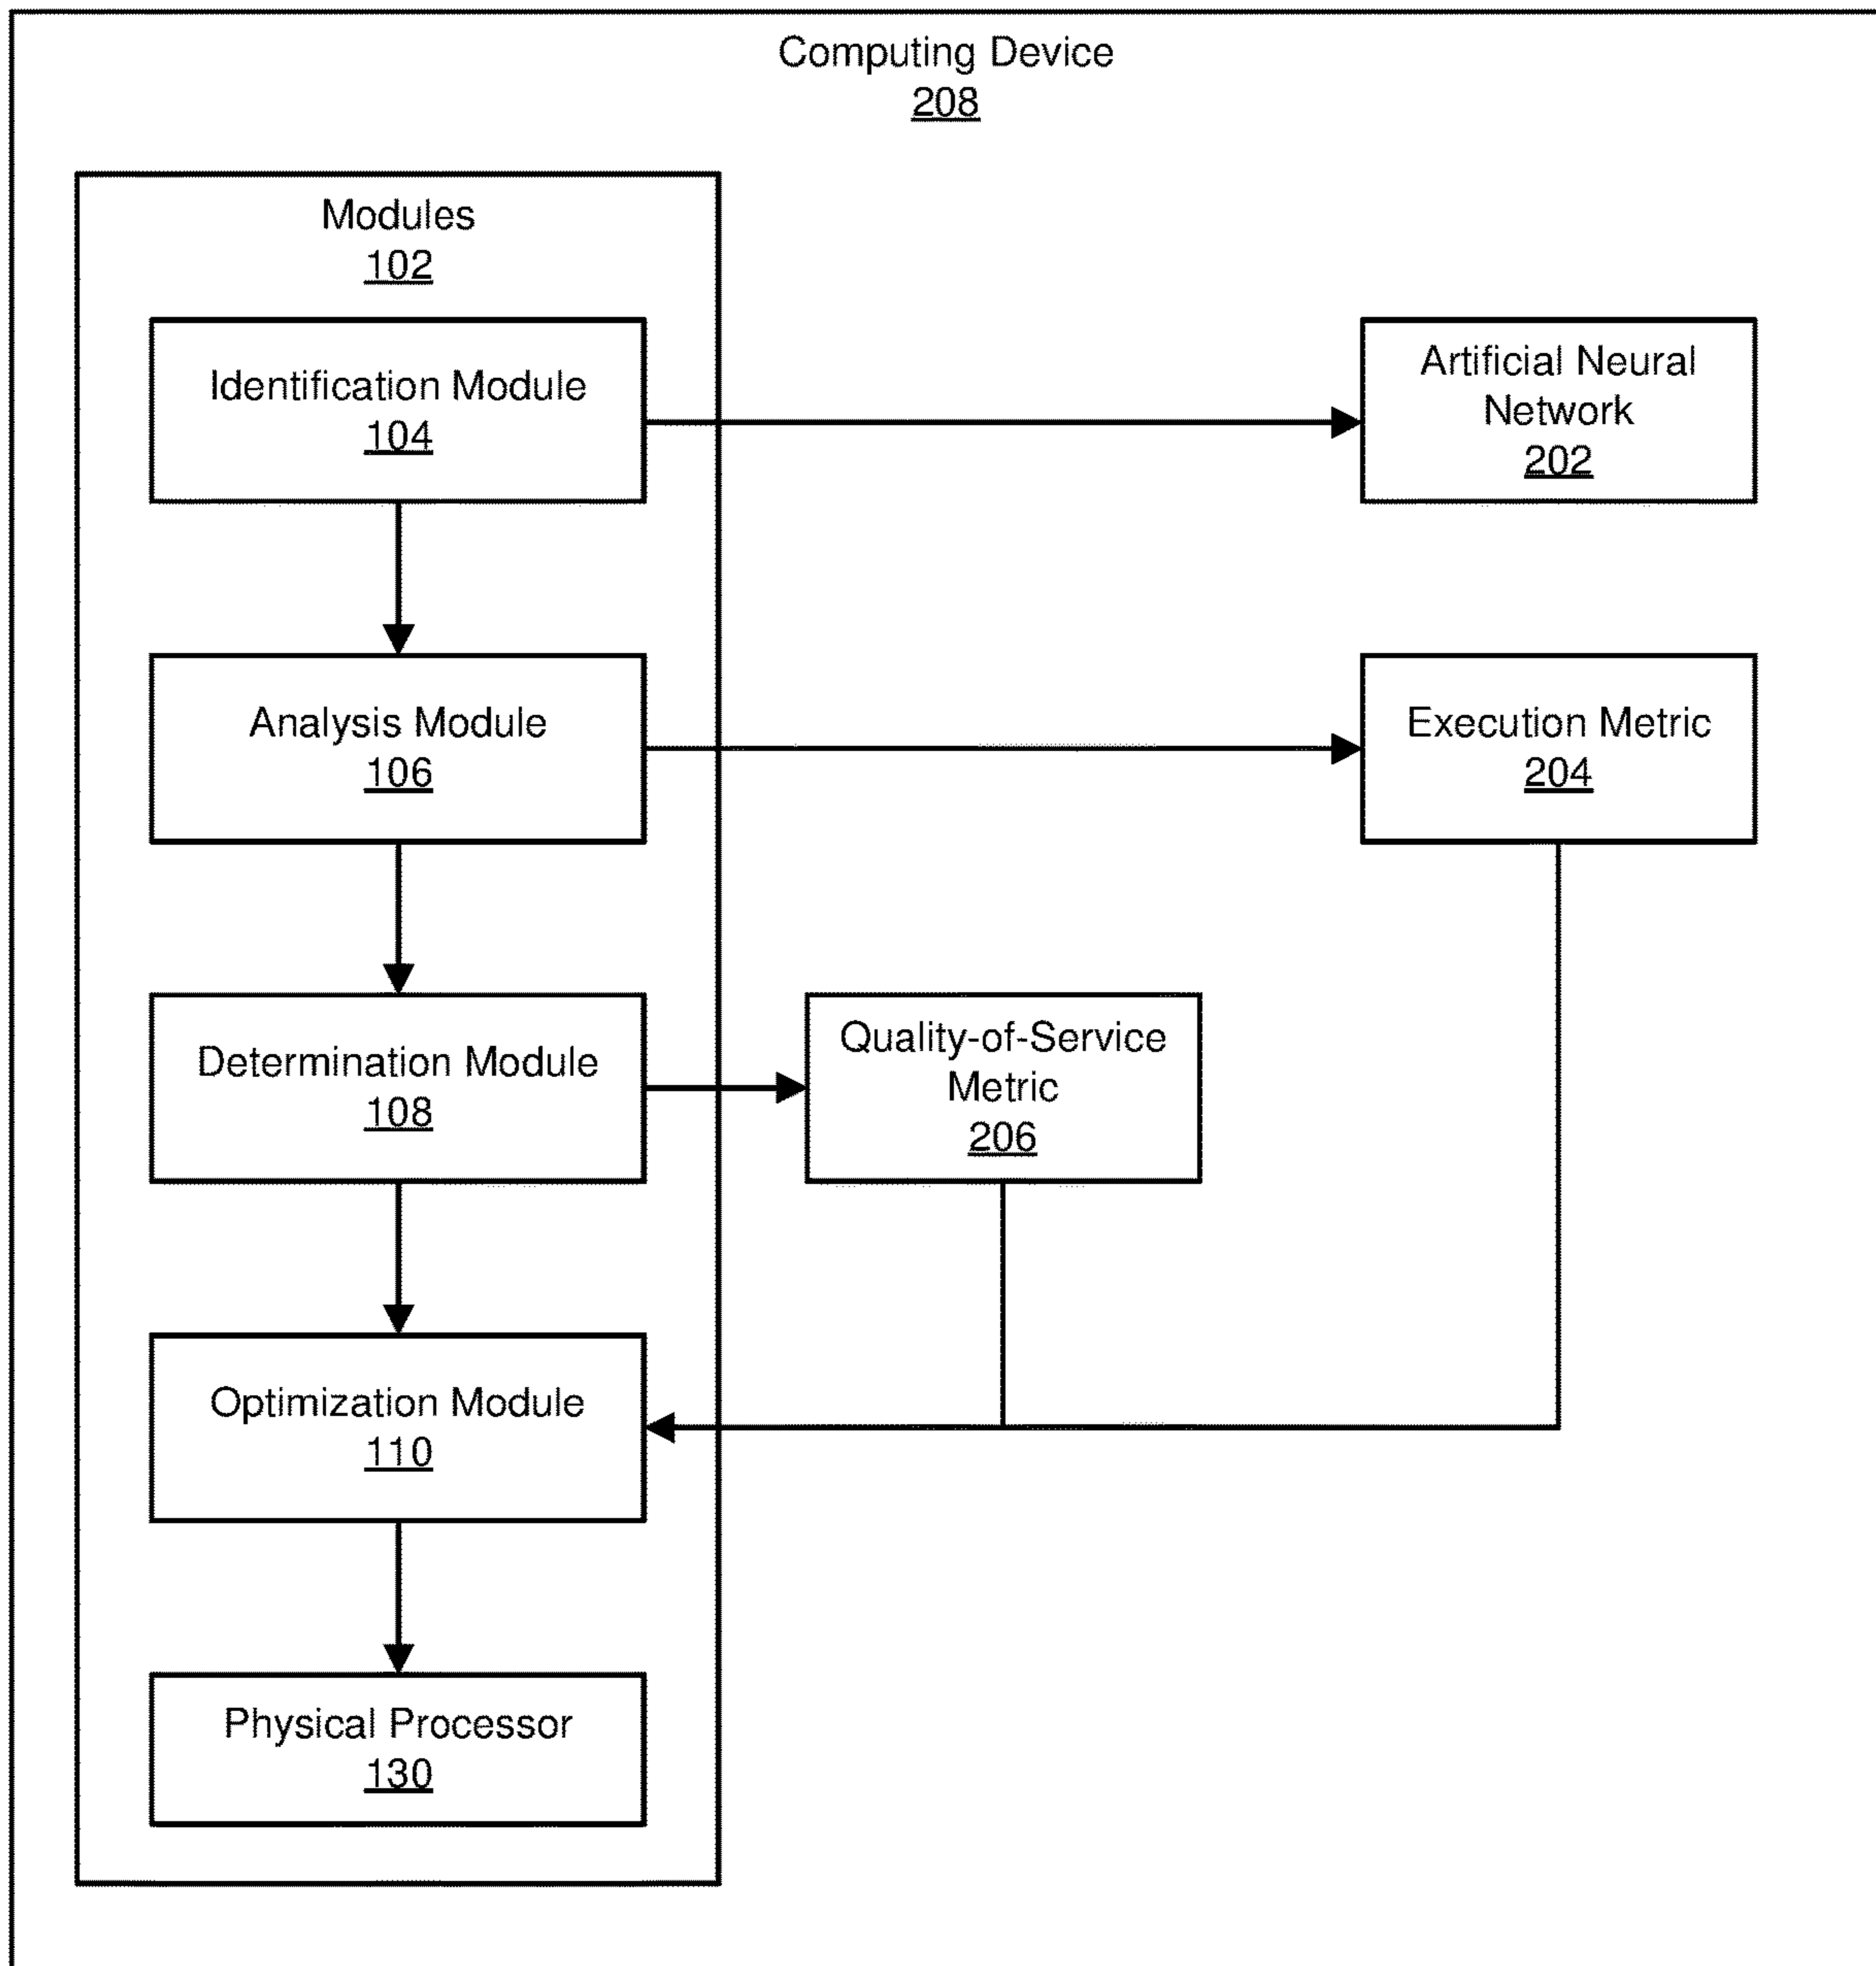 Computing Device
208
Modules
102
Identification Module
104
Artificial Neural
Network
202
Analysis Module
106
Execution Metric
204
Determination Module
108
Quality-of-Service
Metric
206
Optimization Module
110
Physical Processor
130